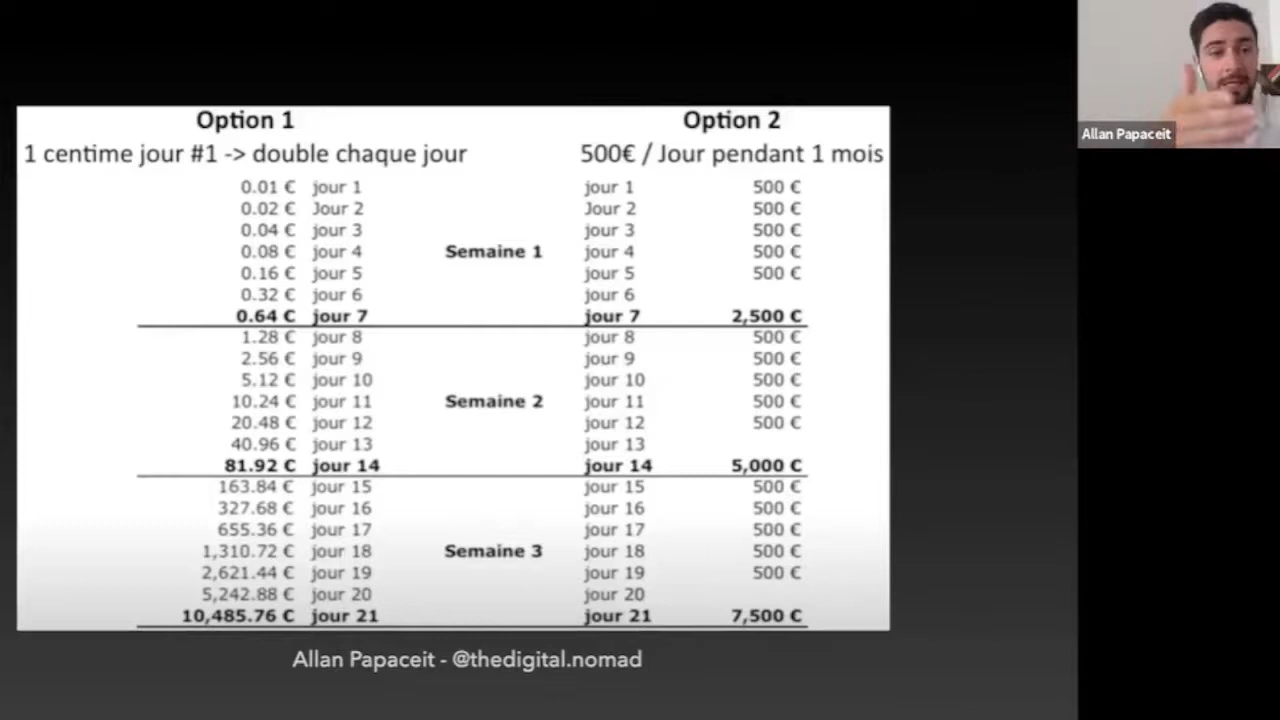 Option 1 Option 2
1 centime jour #1 -> double chaque jour 500€ / Jour pendant 1 mois
0.01 € jour 1 jour 1 500 €
0.02 € Jour 2 Jour 2 500 €
0.04 € jour 3 jour 3 500 €
0.08 € jour 4 Semaine 1 jour 4 500 €
0.16 € jour 5 jour 5 500 €
0.32 € jour 6 jour 6
0.64 € jour 7 jour 7 2,500 €
1.28 € jour 8 jour 8 500 €
2.56 € jour 9 jour 9 500 €
5.12 € jour 10 jour 10 500 €
10.24 € jour 11 Semaine 2 jour 11 500 €
20.48 € jour 12 jour 12 500 €
40.96 € jour 13 jour 13
81.92 € jour 14 jour 14 5,000 €
163.84 € jour 15 jour 15 500 €
327.68 € jour 16 jour 16 500 €
655.36 € jour 17 jour 17 500 €
1,310.72 € jour 18 Semaine 3 jour 18 500 €
2,621.44 € jour 19 jour 19 500 €
5,242.88 € jour 20 jour 20
10,485.76 € jour 21 jour 21 7,500 €
Allan Papaceit - @thedigital.nomad
Allan Papaceit